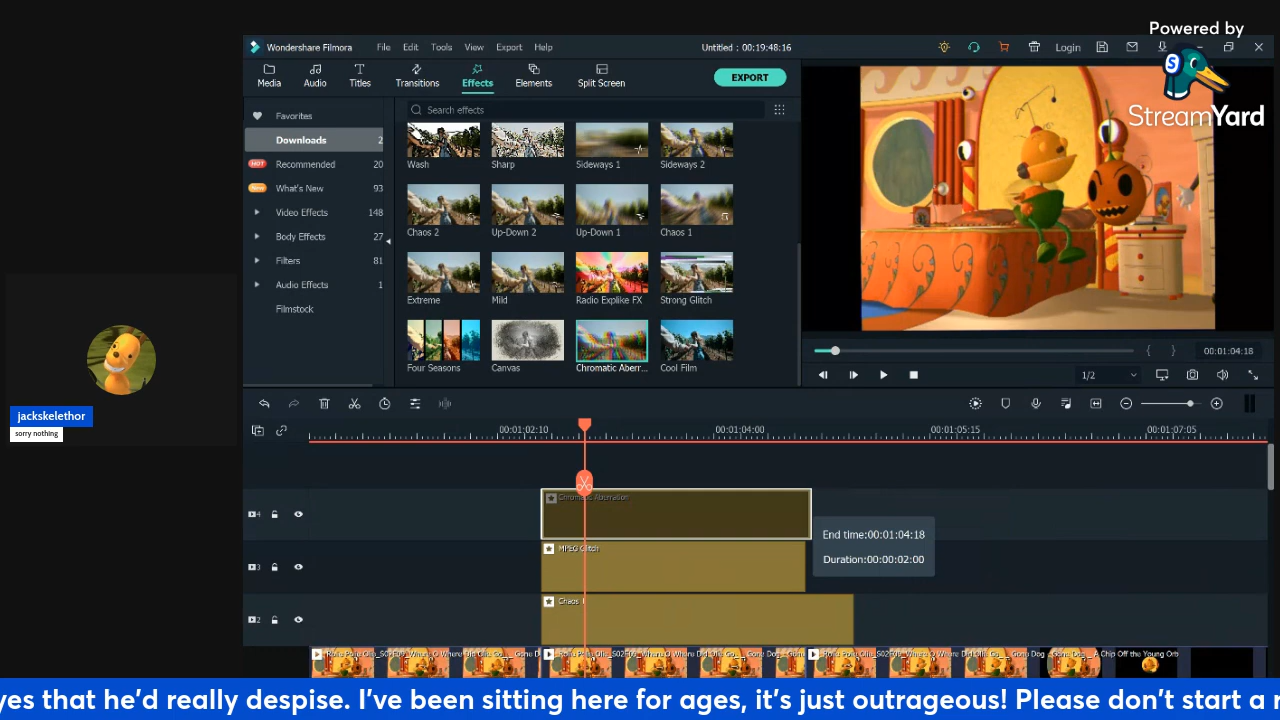 Powered by
StreamYard
Wondershare Filmora
File Edit Tools View Export Help
Untitled : 00:19:48:16
Login
Media Audio Titles Transitions Effects Elements Split Screen
EXPORT
Favorites
Downloads 2
HOT Recommended 20
New What's New 93
Video Effects 148
Body Effects 27
Filters 81
Audio Effects 1
Filmstock
Search effects
Wash Sharp Sideways 1 Sideways 2
Chaos 2 Up-Down 2 Up-Down 1 Chaos 1
Extreme Mild Radio Explike FX Strong Glitch
Four Seasons Canvas Chromatic Aberr... Cool Film
00:01:04:18
1/2
jackskelethor
sorry nothing
00:01:02:10 00:01:04:00 00:01:05:15 00:01:07:05
4 Chromatic Aberration
End time:00:01:04:18
Duration:00:00:02:00
3 MPEG Glitch
2 Chaos 1
yes that he'd really despise. I've been sitting here for ages, it's just outrageous! Please don't start a